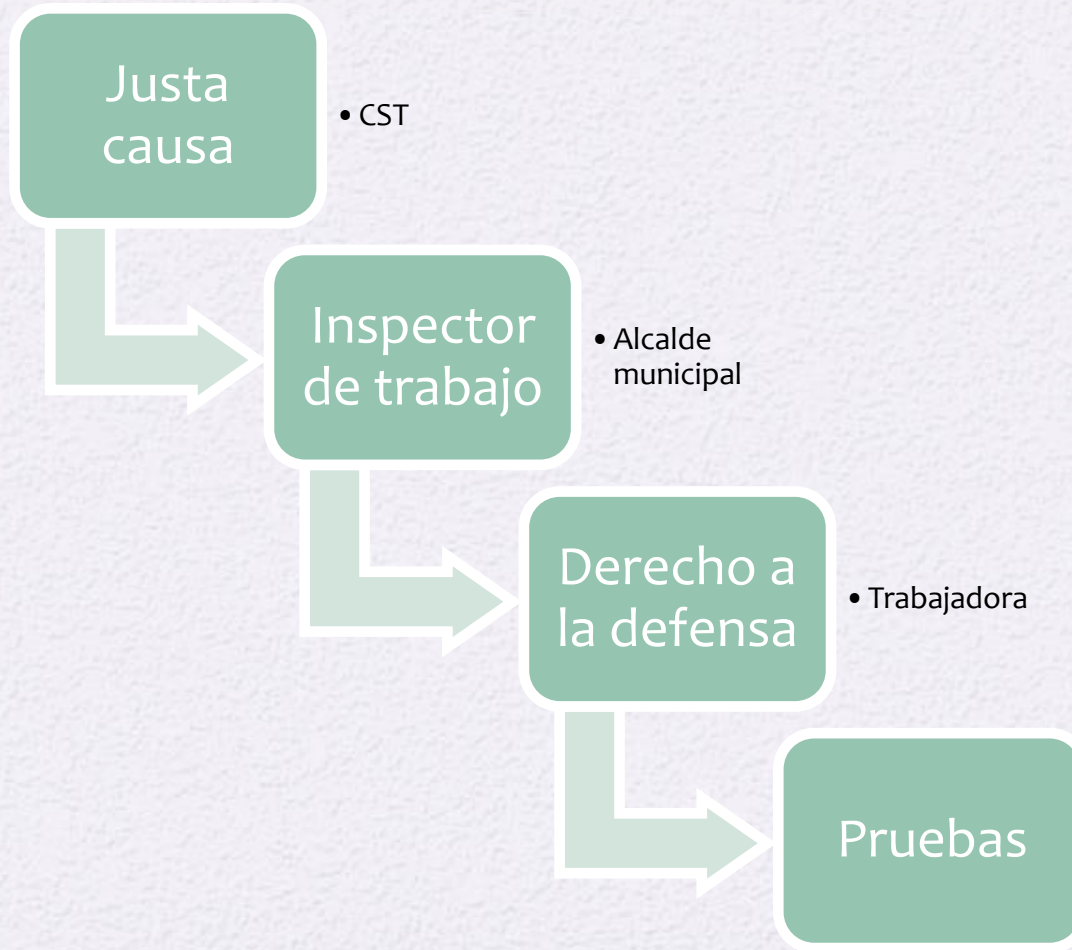 Justa
causa
• CST
Inspector
de trabajo
• Alcalde
municipal
Derecho a
la defensa
• Trabajadora
Pruebas